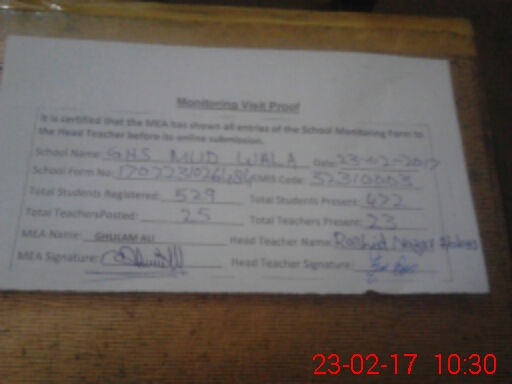 Monitoring Visit Proof
It is certified that the MEA has shown all entries of the School Monitoring Form to
the Head Teacher before its online submission.
School Name: GHS MUD WALA Date: 23-02-2017
School Form No: EMIS Code: 32310003
Total Students Registered: 529 Total Students Present: 472
Total TeachersPosted: 25 Total Teachers Present: 23
MEA Name: GHULAM ALI Head Teacher Name: Rashid
MEA Signature: Head Teacher Signature:
23-02-17 10:30